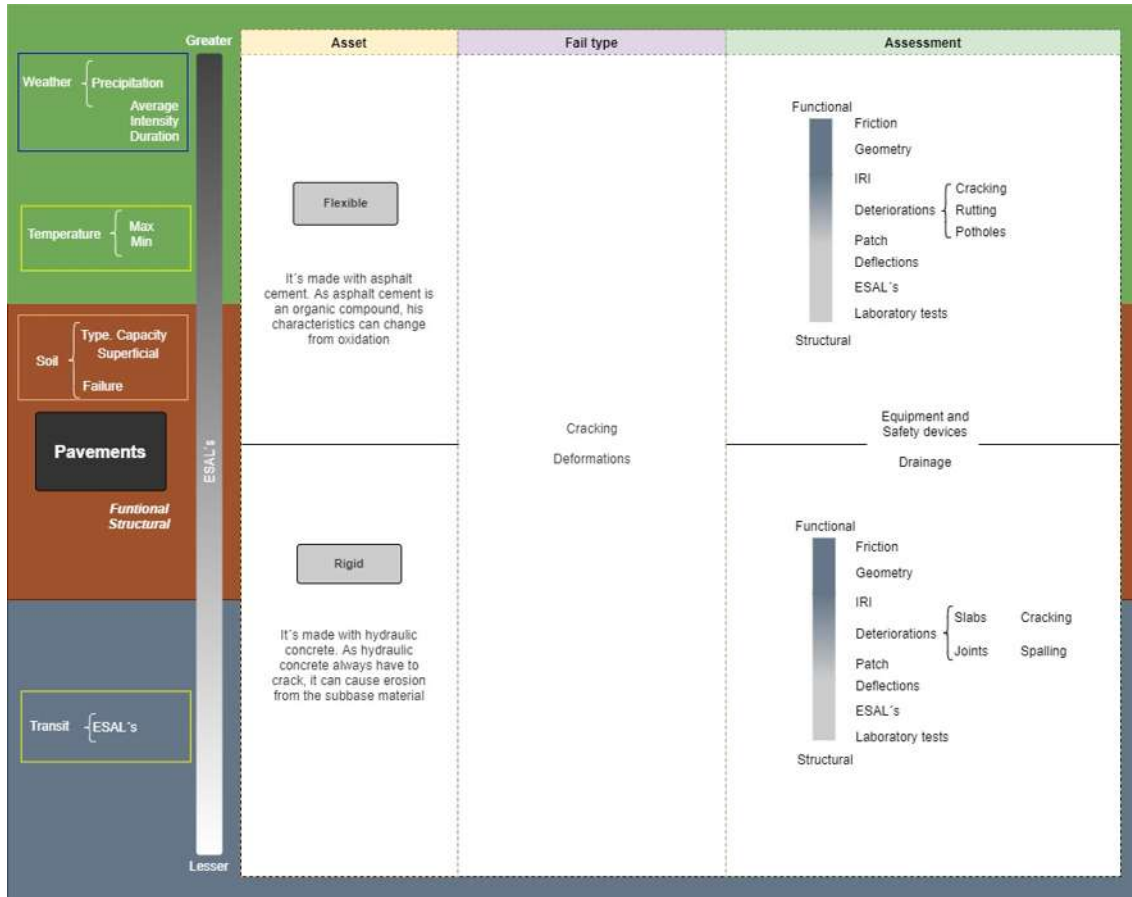 Greater
Weather
Precipitation
Average
Intensity
Duration
Temperature
Max
Min
Soil
Type. Capacity
Superficial
Failure
Pavements
Funtional
Structural
Transit
ESAL´s
ESAL´s
Lesser
Asset
Fail type
Assessment
Flexible
It´s made with asphalt
cement. As asphalt cement is
an organic compound, his
characteristics can change
from oxidation
Rigid
It´s made with hydraulic
concrete. As hydraulic
concrete always have to
crack, it can cause erosion
from the subbase material
Cracking
Deformations
Functional
Friction
Geometry
IRI
Deteriorations
Cracking
Rutting
Potholes
Patch
Deflections
ESAL´s
Laboratory tests
Structural
Equipment and
Safety devices
Drainage
Functional
Friction
Geometry
IRI
Deteriorations
Slabs Cracking
Joints Spalling
Patch
Deflections
ESAL´s
Laboratory tests
Structural